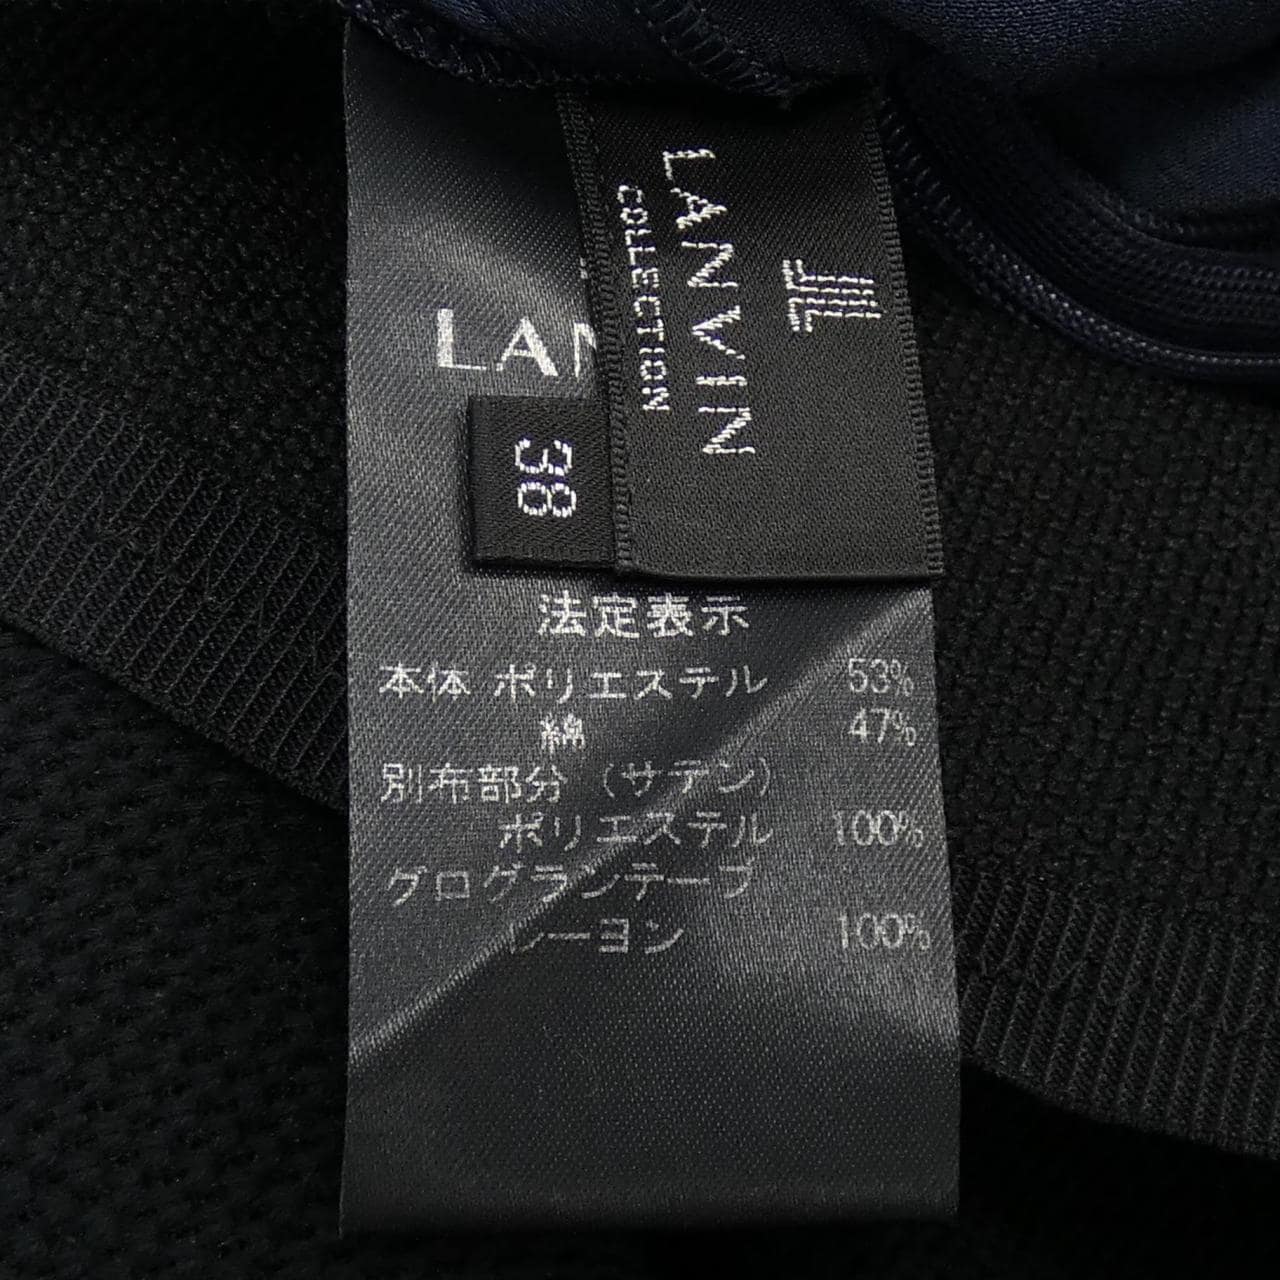 LANVIN
COLLECTION
LAN
38
法定表示
本体 ポリエステル 53%
綿 47%
別布部分 (サテン)
ポリエステル 100%
グログランテープ
レーヨン 100%